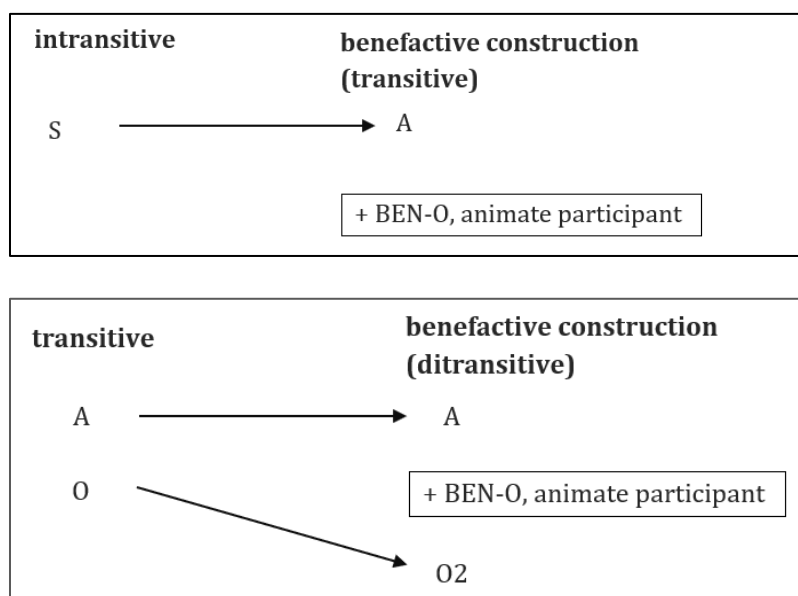 intransitive
benefactive construction
(transitive)
S
A
+ BEN-O, animate participant
transitive
benefactive construction
(ditransitive)
A
A
O
+ BEN-O, animate participant
O2